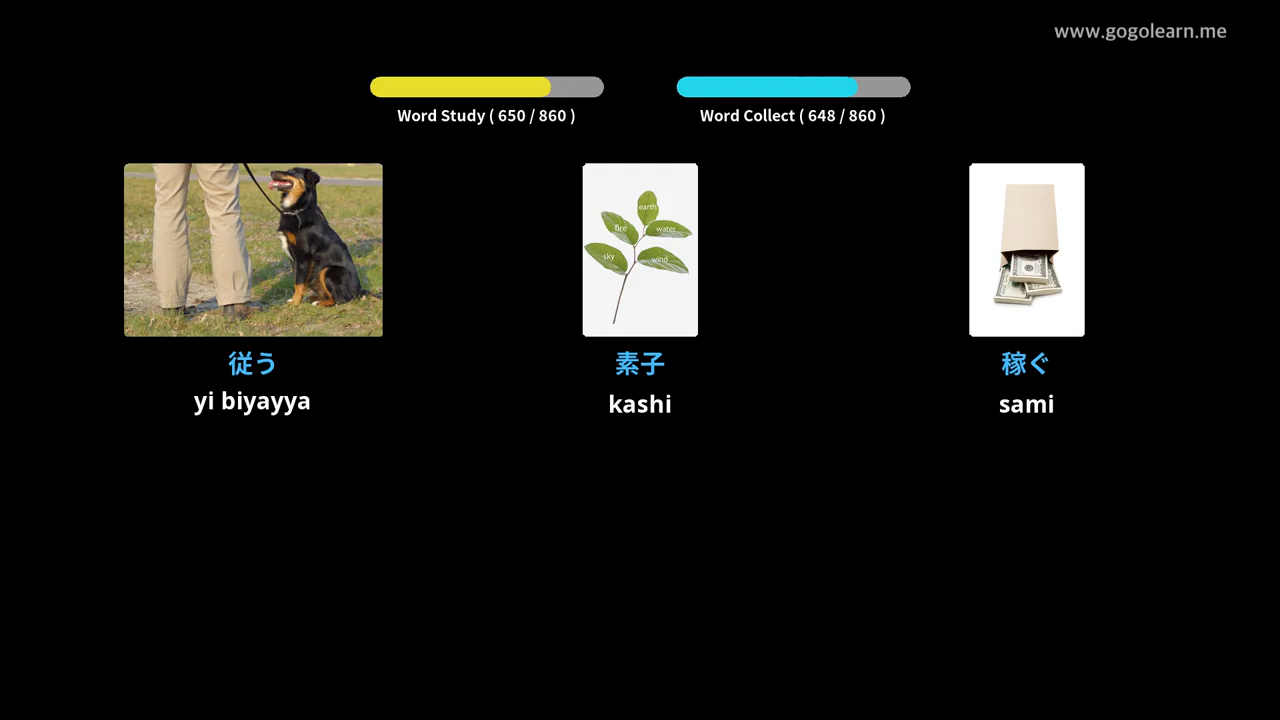 www.gogolearn.me
Word Study ( 650 / 860 )
Word Collect ( 648 / 860 )
earth
fire
water
sky
wind
従う
素子
稼ぐ
yi biyayya
kashi
sami